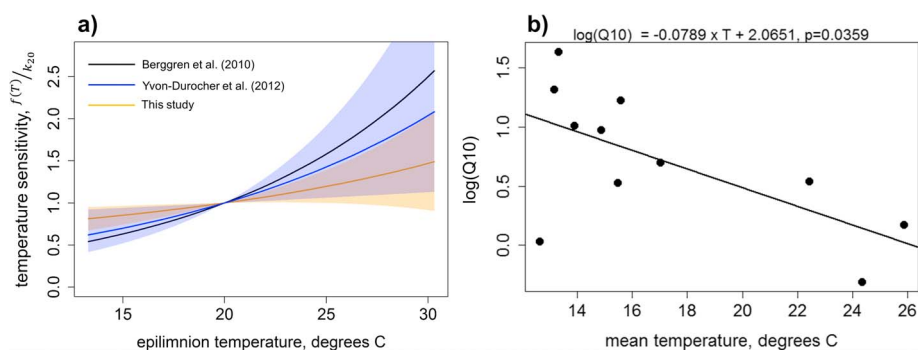 a)
temperature sensitivity, f(T)/k20
2.5
2.0
1.5
1.0
0.5
0.0
Berggren et al. (2010)
Yvon-Durocher et al. (2012)
This study
15 20 25 30
epilimnion temperature, degrees C
b)
log(Q10) = -0.0789 x T + 2.0651, p=0.0359
log(Q10)
1.5
1.0
0.5
0.0
14 16 18 20 22 24 26
mean temperature, degrees C